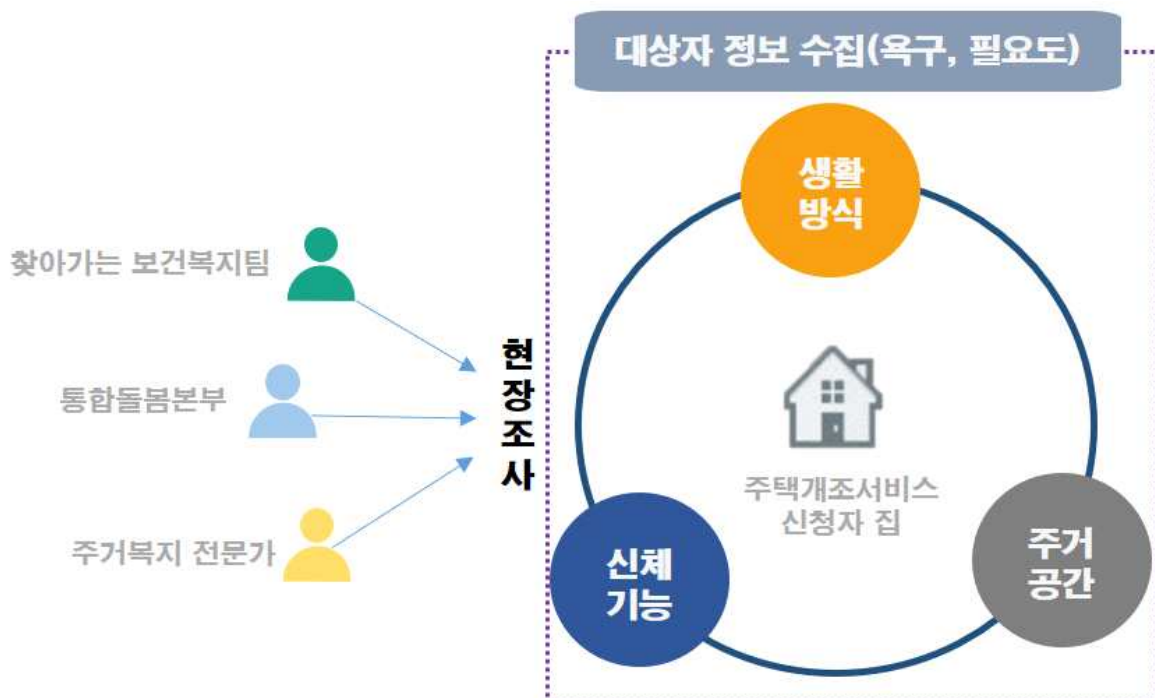 대상자 정보 수집(욕구, 필요도)
생활
방식
찾아가는 보건복지팀
통합돌봄본부
주거복지 전문가
현
장
조
사
주택개조서비스
신청자 집
신체
기능
주거
공간